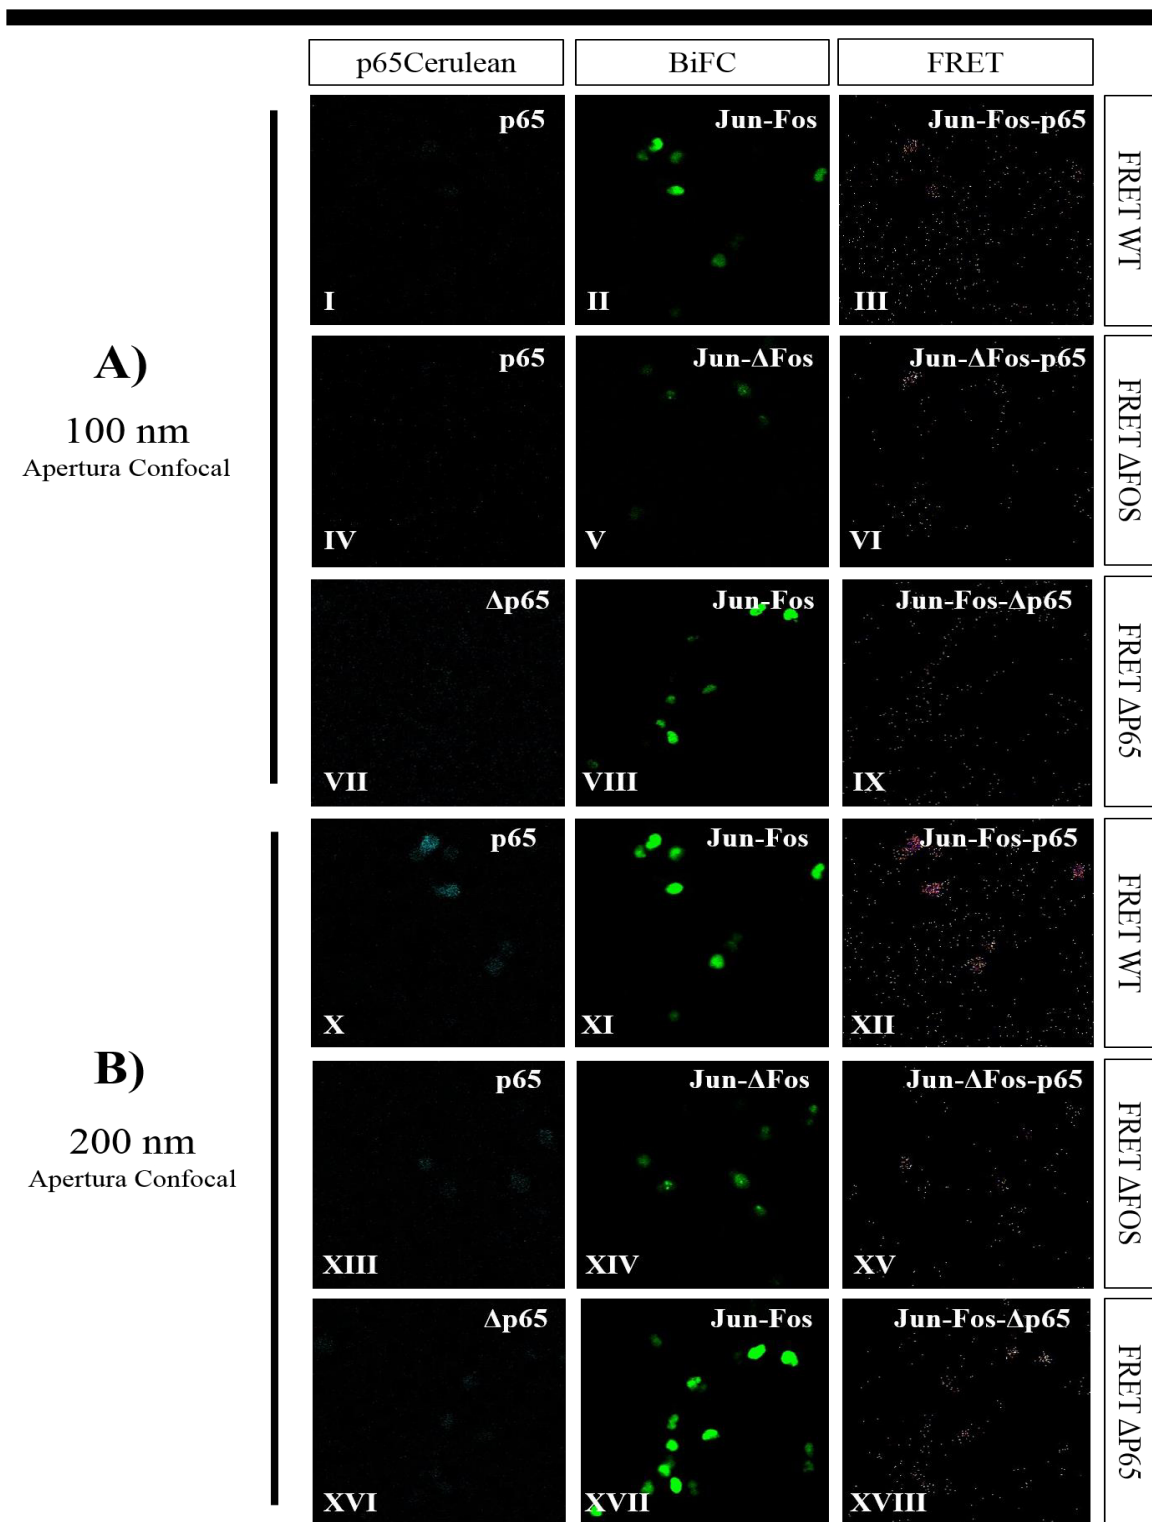 p65Cerulean
BiFC
FRET
p65
Jun-Fos
Jun-Fos-p65
I
II
III
FRET WT
p65
Jun-ΔFos
Jun-ΔFos-p65
IV
V
VI
FRET ΔFOS
Δp65
Jun-Fos
Jun-Fos-Δp65
VII
VIII
IX
FRET ΔP65
A)
100 nm
Apertura Confocal
p65
Jun-Fos
Jun-Fos-p65
X
XI
XII
FRET WT
p65
Jun-ΔFos
Jun-ΔFos-p65
XIII
XIV
XV
FRET ΔFOS
Δp65
Jun-Fos
Jun-Fos-Δp65
XVI
XVII
XVIII
FRET ΔP65
B)
200 nm
Apertura Confocal